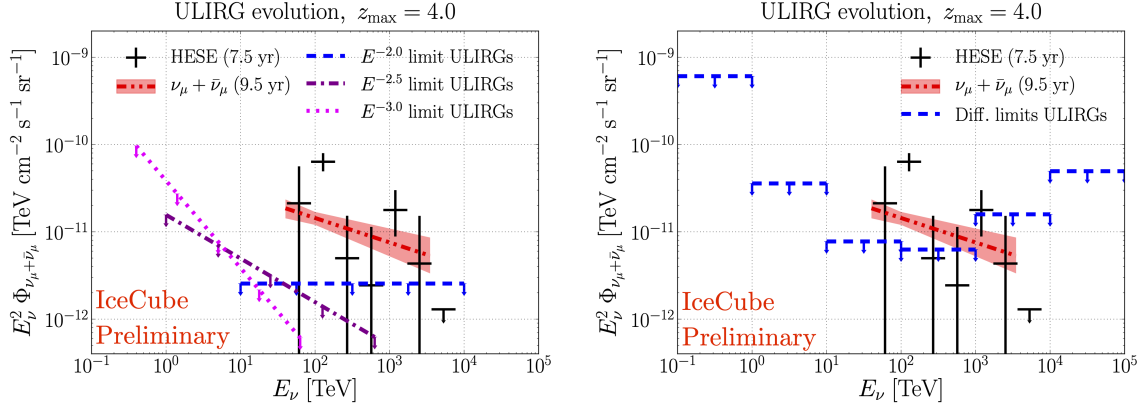 ULIRG evolution, z_max = 4.0
HESE (7.5 yr)
ν_μ + ν̄_μ (9.5 yr)
E^−2.0 limit ULIRGs
E^−2.5 limit ULIRGs
E^−3.0 limit ULIRGs
10^−9
10^−10
10^−11
10^−12
E_ν^2 Φ_ν_μ+ν̄_μ [TeV cm^−2 s^−1 sr^−1]
IceCube
Preliminary
10^−1 10^0 10^1 10^2 10^3 10^4 10^5
E_ν [TeV]
ULIRG evolution, z_max = 4.0
HESE (7.5 yr)
ν_μ + ν̄_μ (9.5 yr)
Diff. limits ULIRGs
10^−9
10^−10
10^−11
10^−12
E_ν^2 Φ_ν_μ+ν̄_μ [TeV cm^−2 s^−1 sr^−1]
IceCube
Preliminary
10^−1 10^0 10^1 10^2 10^3 10^4 10^5
E_ν [TeV]